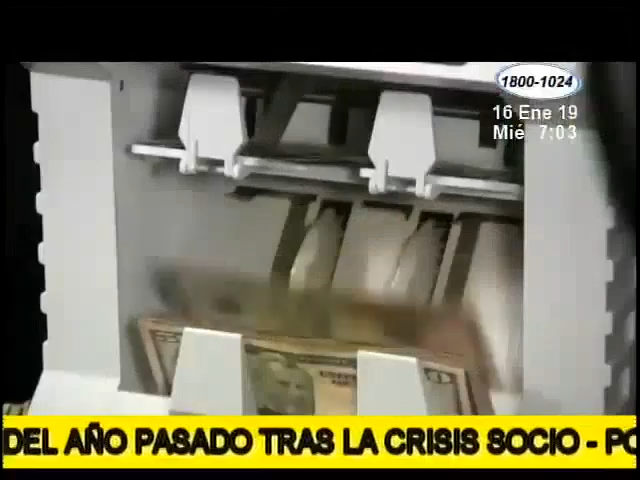 1800-1024
16 Ene 19
Mié 7:03
DEL AÑO PASADO TRAS LA CRISIS SOCIO - PO